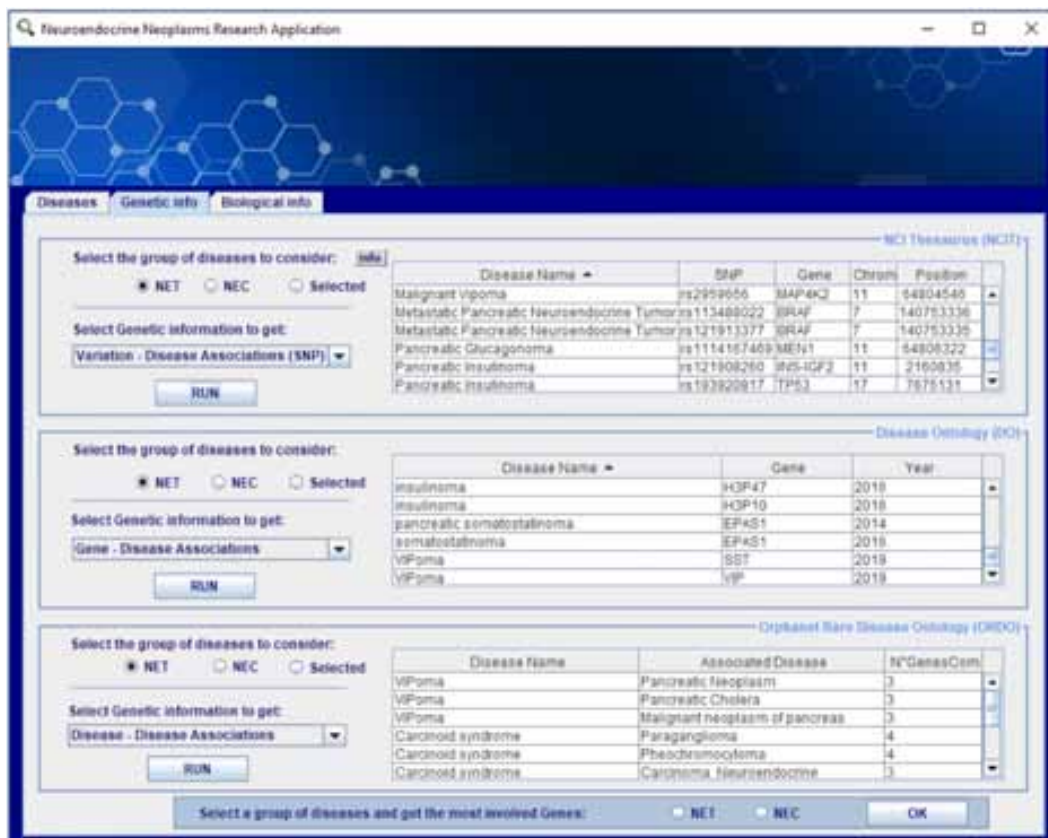 Neuroendocrine Neoplasms Research Application
Diseases Genetic info Biological info
NCI Thesaurus (NCIT)
Select the group of diseases to consider: Info
NET NEC Selected
Select Genetic information to get:
Variation - Disease Associations (SNP)
RUN
Disease Name SNP Gene Chromi Position
Malignant Vipoma rs2959656 MAP4K2 11 64804546
Metastatic Pancreatic Neuroendocrine Tumor rs113488022 BRAF 7 140753336
Metastatic Pancreatic Neuroendocrine Tumor rs121913377 BRAF 7 140753335
Pancreatic Glucagonoma rs1114167469 MEN1 11 64806322
Pancreatic Insulinoma rs121908260 INS-IGF2 11 2160835
Pancreatic Insulinoma rs193920817 TP53 17 7675131
Disease Ostology (DO)
Select the group of diseases to consider:
NET NEC Selected
Select Genetic information to get:
Gene - Disease Associations
RUN
Disease Name Gene Year
insulinoma H3P47 2018
insulinoma H3P10 2018
pancreatic somatostatinoma EPAS1 2014
somatostatinoma EPAS1 2018
VIPoma SST 2019
VIPoma VIP 2019
Orphanet Rare Disease Ostology (ORDO)
Select the group of diseases to consider:
NET NEC Selected
Select Genetic information to get:
Disease - Disease Associations
RUN
Disease Name Associated Disease N°GenesCom
VIPoma Pancreatic Neoplasm 3
VIPoma Pancreatic Cholera 3
VIPoma Malignant neoplasm of pancreas 3
Carcinoid syndrome Paraganglioma 4
Carcinoid syndrome Pheochromocytoma 4
Carcinoid syndrome Carcinoma, Neuroendocrine 3
Select a group of diseases and get the most involved Genes: NET NEC OK